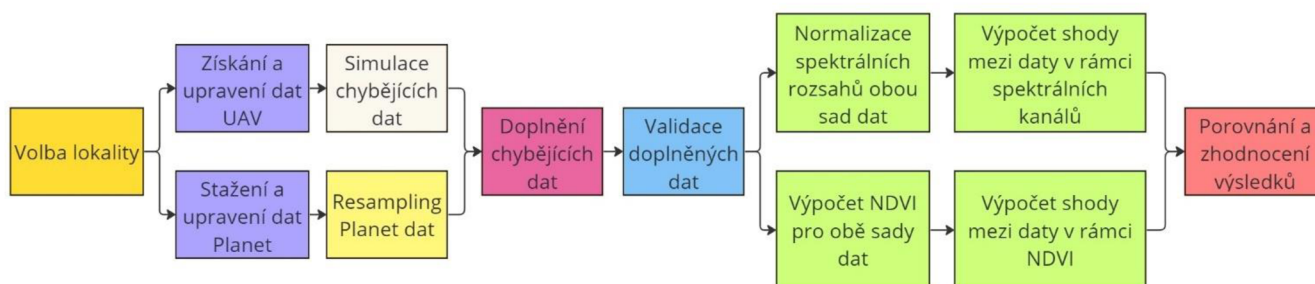 Volba lokality
Získání a
upravení dat
UAV
Simulace
chybějících
dat
Stažení a
upravení dat
Planet
Resampling
Planet dat
Doplnění
chybějících
dat
Validace
doplněných
dat
Normalizace
spektrálních
rozsahů obou
sad dat
Výpočet shody
mezi daty v rámci
spektrálních
kanálů
Výpočet NDVI
pro obě sady
dat
Výpočet shody
mezi daty v rámci
NDVI
Porovnání a
zhodnocení
výsledků